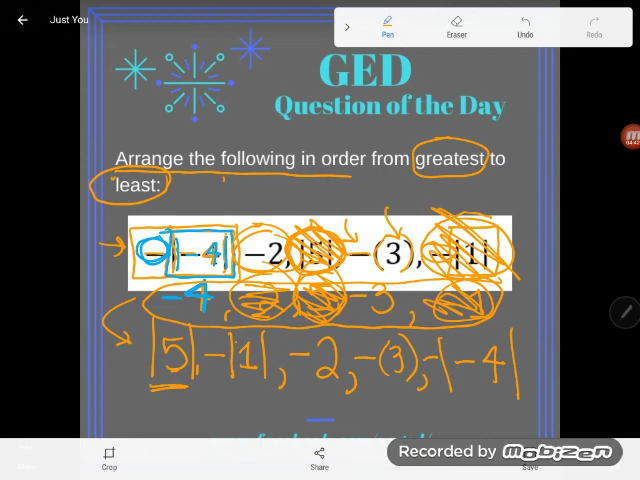 Just You
Pen
Eraser
Undo
Redo
GED
Question of the Day
04:42
Arrange the following in order from greatest to
least:
-|-4|, -2, |5|, -(3), -|1|
-4, -3,
|5|, -|1|, -2, -(3), -|-4|
Crop
Share
Save
Recorded by MOBIZEN